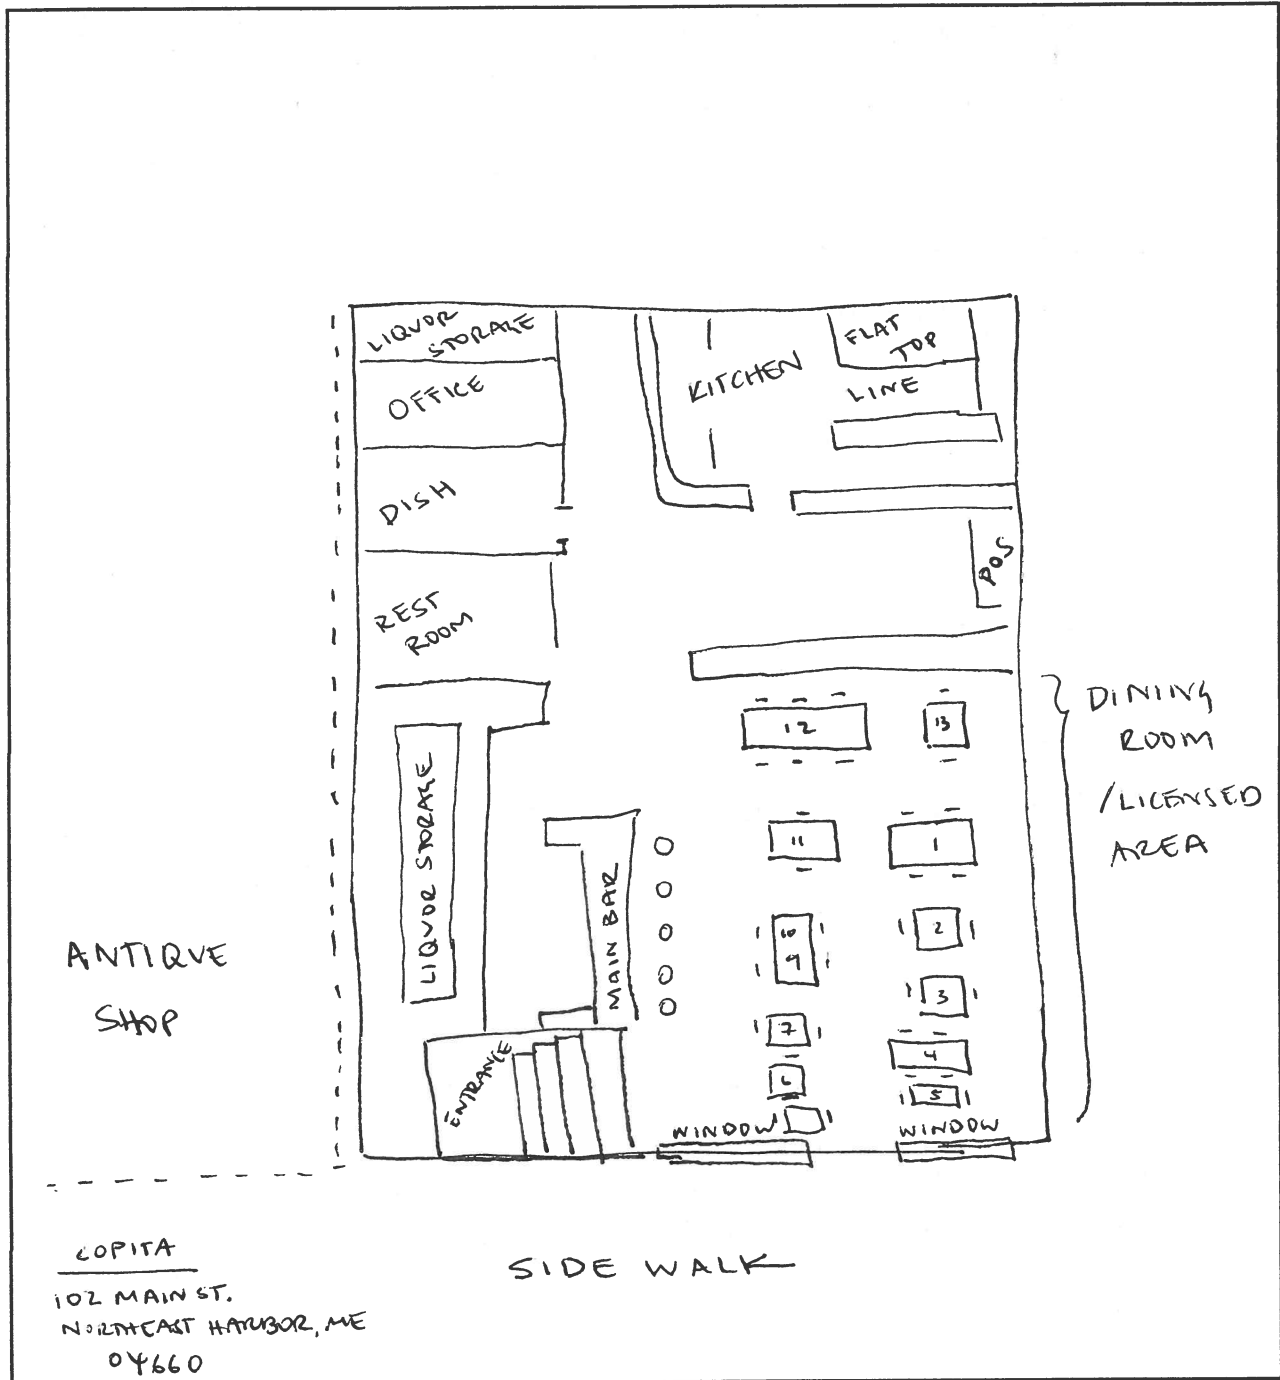 LIQUOR
STORAGE
OFFICE
DISH
REST
ROOM
KITCHEN
FLAT
TOP
LINE
POS
DINING
ROOM
/LICENSED
AREA
12
13
11
1
10
9
2
3
7
4
6
5
LIQUOR STORAGE
MAIN BAR
ENTRANCE
WINDOW
WINDOW
ANTIQUE
SHOP
SIDE WALK
COPITA
102 MAIN ST.
NORTHEAST HARBOR, ME
04660